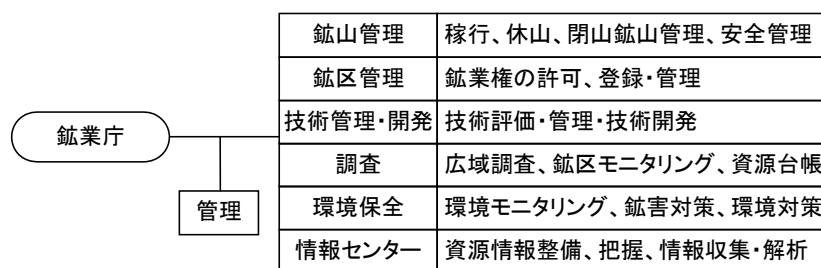 鉱業庁
管理
鉱山管理 稼行、休山、閉山鉱山管理、安全管理
鉱区管理 鉱業権の許可、登録・管理
技術管理・開発 技術評価・管理・技術開発
調査 広域調査、鉱区モニタリング、資源台帳
環境保全 環境モニタリング、鉱害対策、環境対策
情報センター 資源情報整備、把握、情報収集・解析